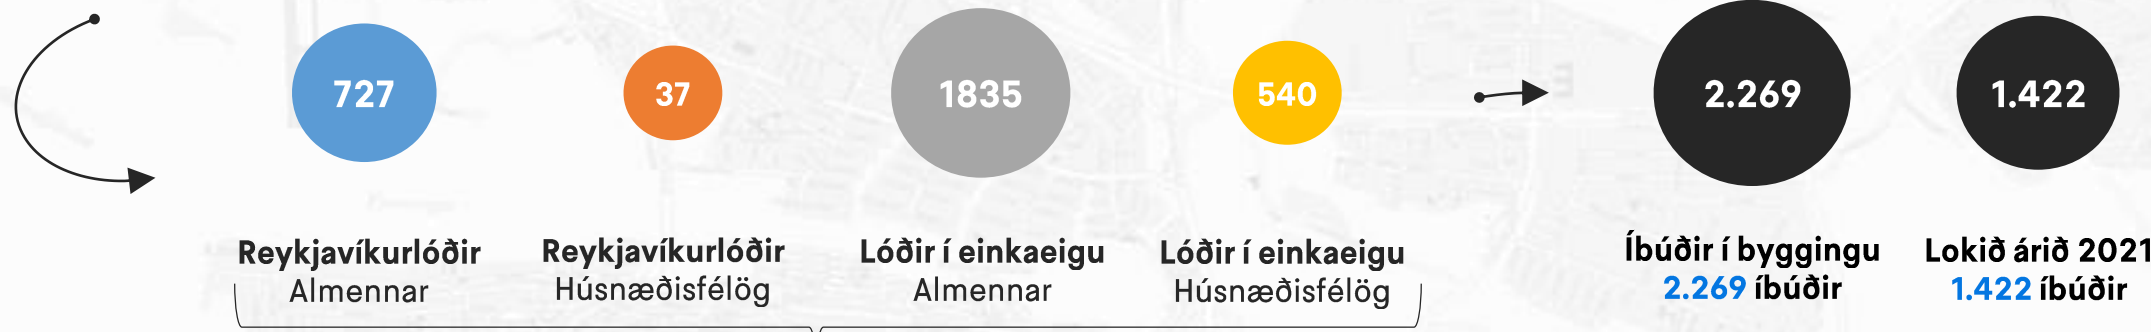 727
37
1835
540
2.269
1.422
Reykjavíkurlóðir
Almennar
Reykjavíkurlóðir
Húsnæðisfélög
Lóðir í einkaeigu
Almennar
Lóðir í einkaeigu
Húsnæðisfélög
Íbúðir í byggingu
2.269 íbúðir
Lokið árið 2021
1.422 íbúðir